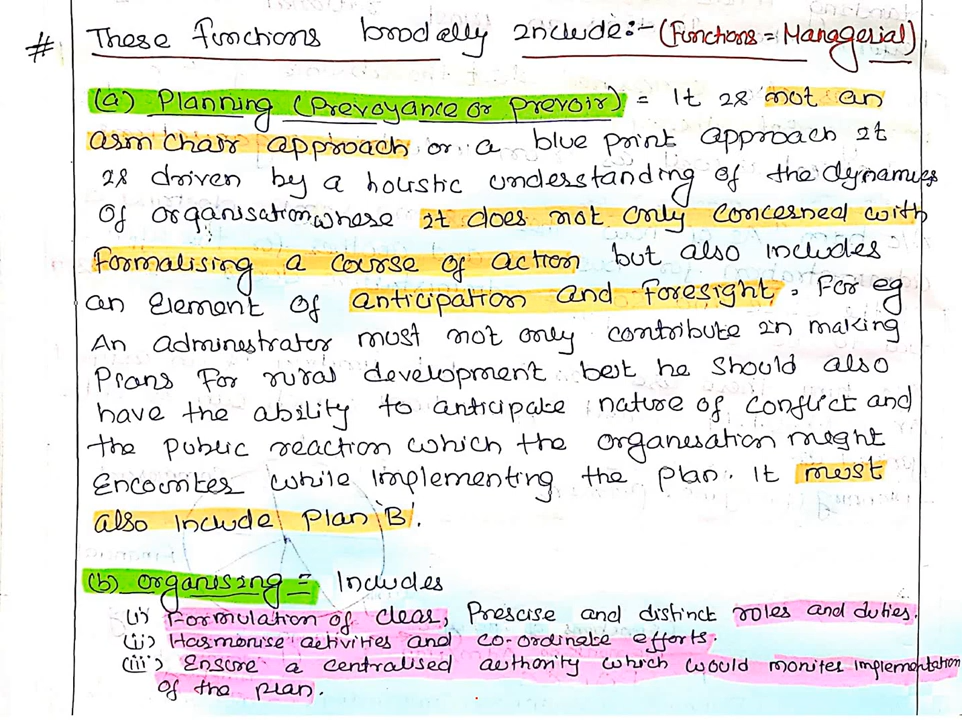 # These functions brodally include:- (Functions = Managerial)
(a) Planning (Prevoyance or prevoir) = It is not an
arm chair approach or a blue print approach it
is driven by a holistic understanding of the dynamics
of organisation where it does not only concerned with
formalising a course of action but also includes
an element of anticipation and foresight. For eg
An administrator must not only contribute in making
Plans for rural development but he should also
have the ability to anticipate nature of conflict and
the public reaction which the organisation might
Encounter while implementing the plan. It must
also include plan 'B'.
(b) organising = Includes
(i) Formulation of clear, Prescise and distinct roles and duties.
(ii) Harmonise activities and co-ordinate efforts.
(iii) Ensure a centralised authority which would moniter implementation
of the plan.